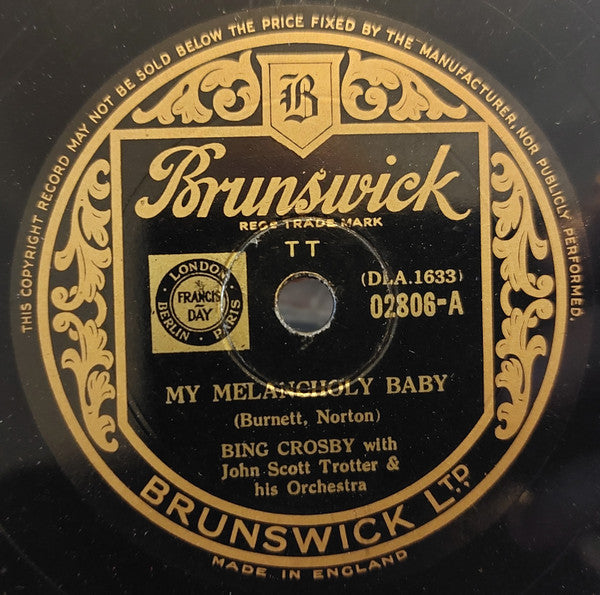 THIS COPYRIGHT RECORD MAY NOT BE SOLD BELOW THE PRICE FIXED BY THE MANUFACTURER, NOR PUBLICLY PERFORMED.
B
Brunswick
REGD TRADE MARK
TT
LONDON
FRANCIS
DAY
BERLIN PARIS
(DLA.1633)
02806-A
MY MELANCHOLY BABY
(Burnett, Norton)
BING CROSBY with
John Scott Trotter &
his Orchestra
BRUNSWICK LTD
MADE IN ENGLAND